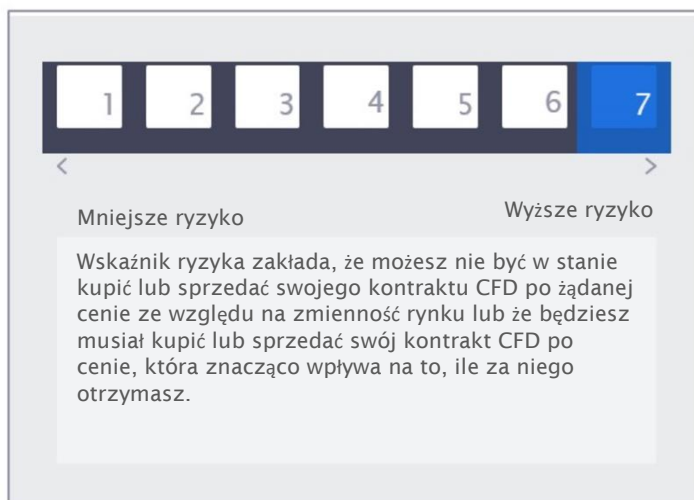 1 2 3 4 5 6 7
< >
Mniejsze ryzyko Wyższe ryzyko
Wskaźnik ryzyka zakłada, że możesz nie być w stanie
kupić lub sprzedać swojego kontraktu CFD po żądanej
cenie ze względu na zmienność rynku lub że będziesz
musiał kupić lub sprzedać swój kontrakt CFD po
cenie, która znacząco wpływa na to, ile za niego
otrzymasz.